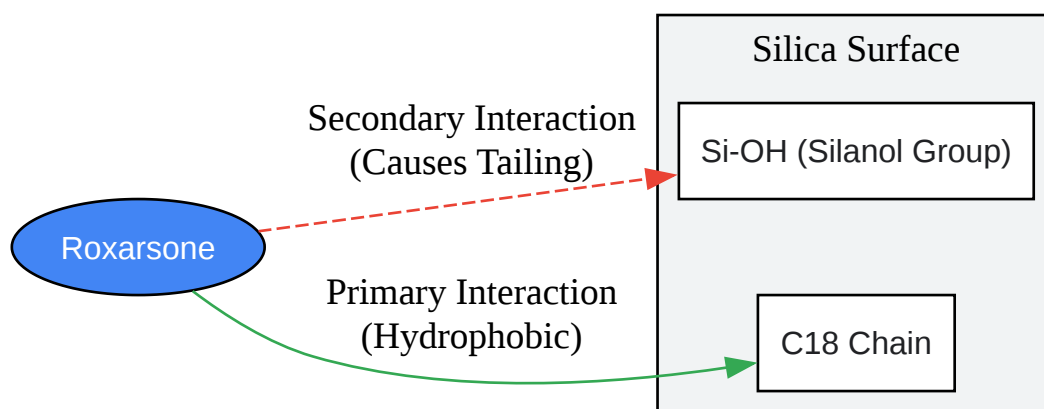 Silica Surface
Secondary Interaction
(Causes Tailing)
Si-OH (Silanol Group)
Roxarsone
Primary Interaction
(Hydrophobic)
C18 Chain